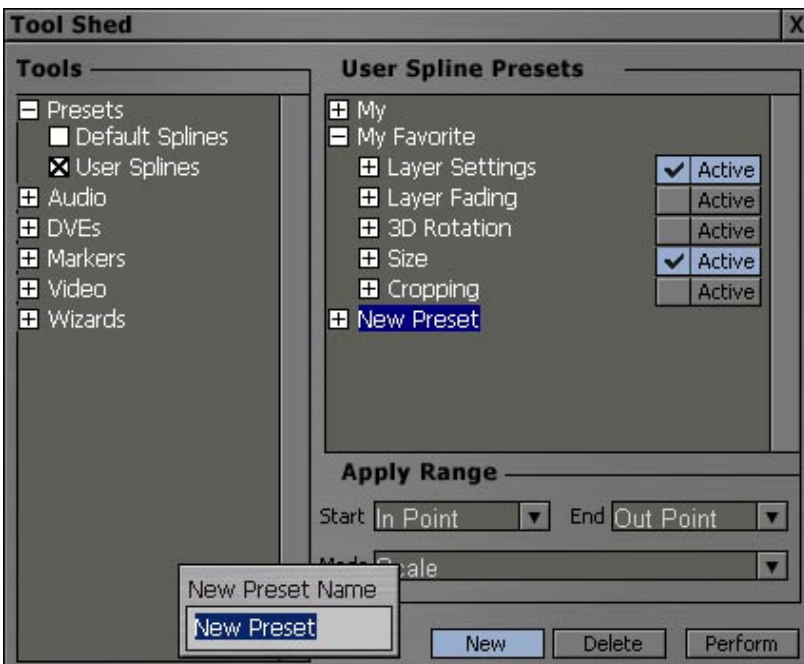 Tool Shed X
Tools
Presets
Default Splines
User Splines
Audio
DVEs
Markers
Video
Wizards
User Spline Presets
My
My Favorite
Layer Settings Active
Layer Fading Active
3D Rotation Active
Size Active
Cropping Active
New Preset
Apply Range
Start In Point End Out Point
Mode Scale
New Preset Name
New Preset
New Delete Perform